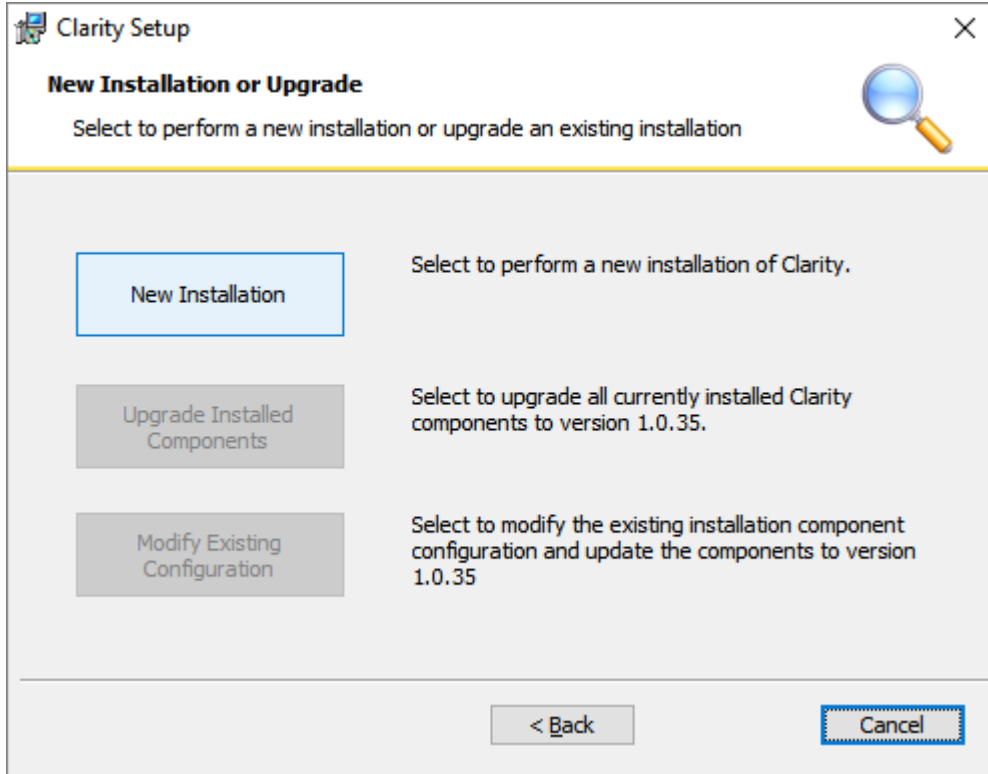 Clarity Setup
New Installation or Upgrade
Select to perform a new installation or upgrade an existing installation
New Installation
Select to perform a new installation of Clarity.
Upgrade Installed
Components
Select to upgrade all currently installed Clarity
components to version 1.0.35.
Modify Existing
Configuration
Select to modify the existing installation component
configuration and update the components to version
1.0.35
< Back
Cancel